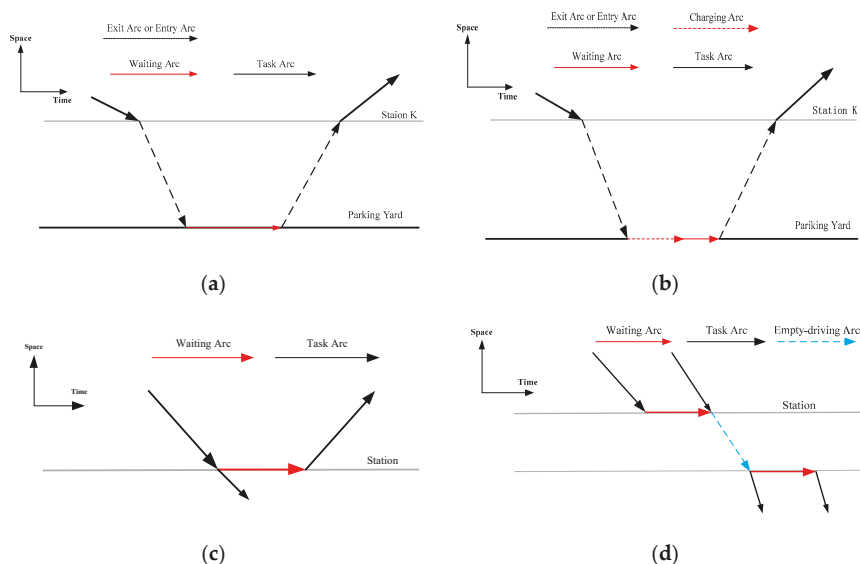 Space
Time
Exit Arc or Entry Arc
Waiting Arc
Task Arc
Staion K
Parking Yard
(a)
Space
Time
Exit Arc or Entry Arc
Charging Arc
Waiting Arc
Task Arc
Station K
Pariking Yard
(b)
Space
Time
Waiting Arc
Task Arc
Station
(c)
Space
Time
Waiting Arc
Task Arc
Empty-driving Arc
Station
(d)